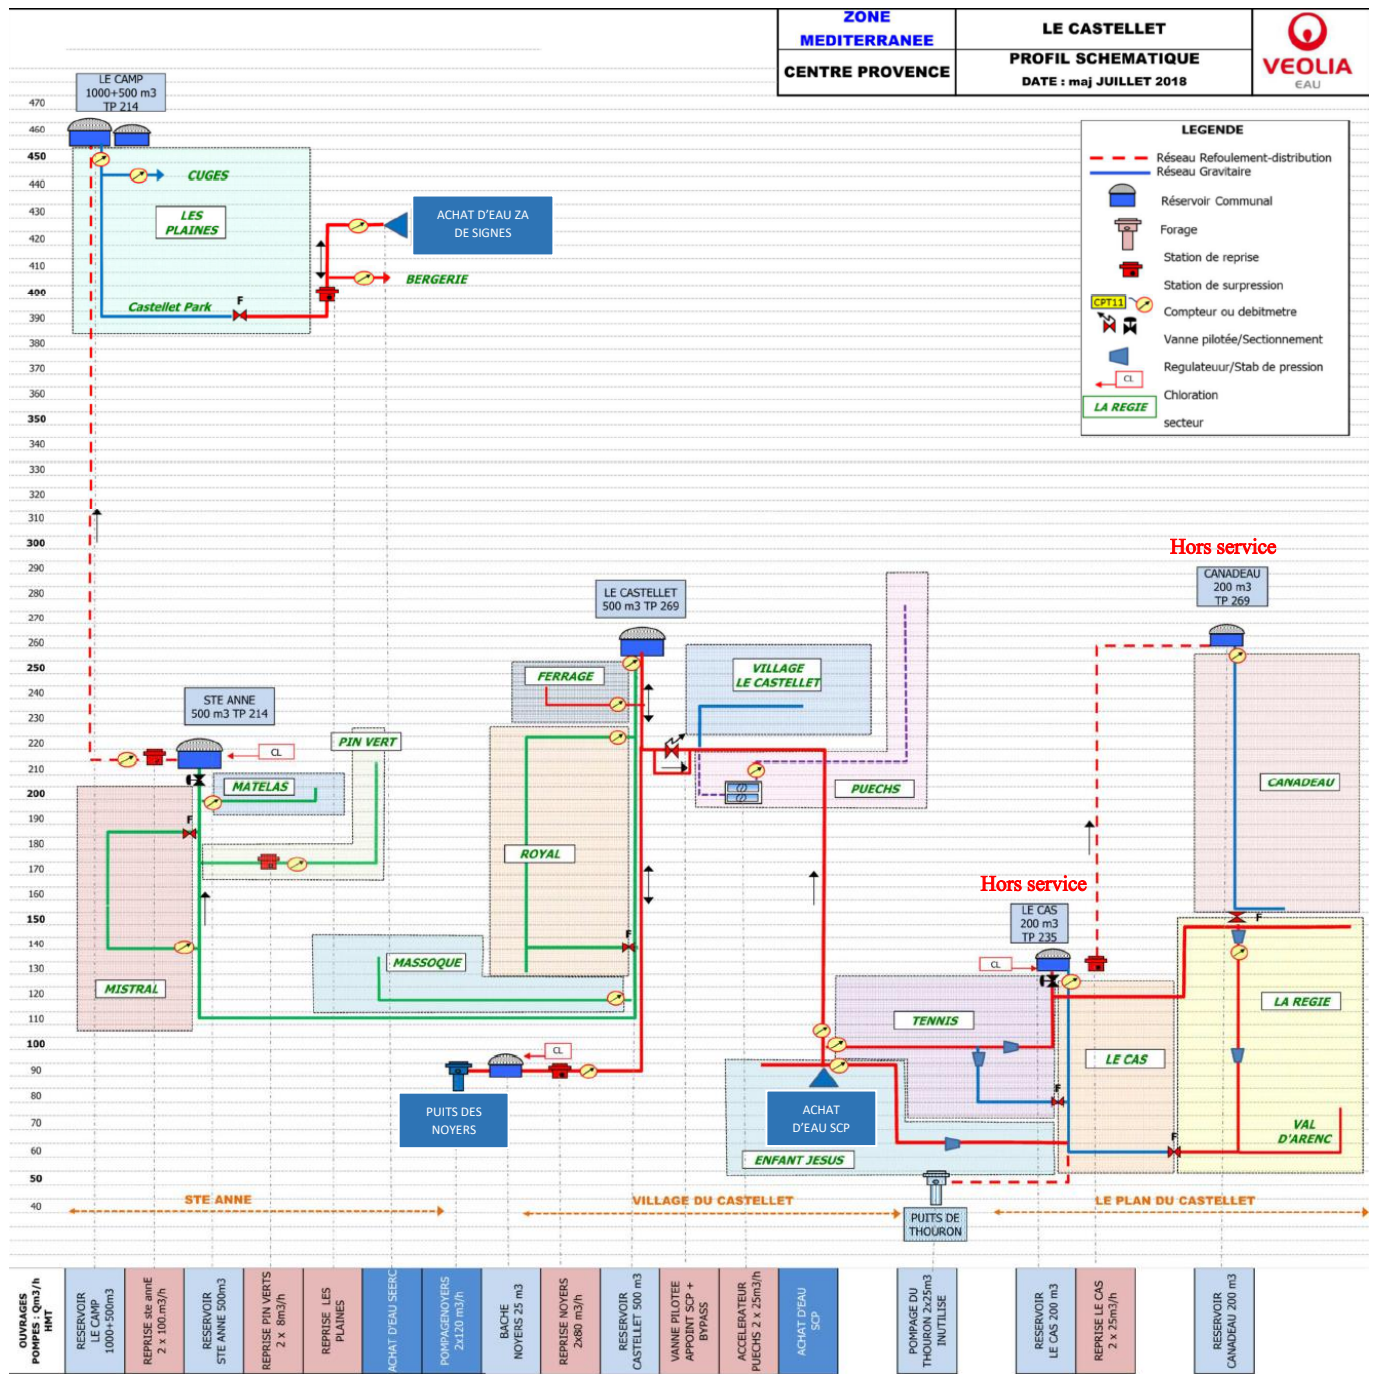 ZONE
MEDITERRANEE
CENTRE PROVENCE
LE CASTELLET
PROFIL SCHEMATIQUE
DATE : maj JUILLET 2018
VEOLIA
EAU
LE CAMP
1000+500 m3
TP 214
470
460
450
440
430
420
410
400
390
380
370
360
350
340
330
320
310
300
290
280
270
260
250
240
230
220
210
200
190
180
170
160
150
140
130
120
110
100
90
80
70
60
50
40
LEGENDE
Réseau Refoulement-distribution
Réseau Gravitaire
Réservoir Communal
Forage
Station de reprise
Station de surpression
CPT11
Compteur ou debitmetre
Vanne pilotée/Sectionnement
Regulateuur/Stab de pression
CL
Chloration
LA REGIE
secteur
CUGES
LES
PLAINES
ACHAT D'EAU ZA
DE SIGNES
BERGERIE
Castellet Park
F
Hors service
CANADEAU
200 m3
TP 269
LE CASTELLET
500 m3 TP 269
STE ANNE
500 m3 TP 214
FERRAGE
VILLAGE
LE CASTELLET
CL
PIN VERT
MATELAS
PUECHS
CANADEAU
F
ROYAL
Hors service
LE CAS
200 m3
TP 235
F
F
MASSOQUE
CL
MISTRAL
LA REGIE
TENNIS
CL
LE CAS
F
PUITS DES
NOYERS
ACHAT
D'EAU SCP
VAL
D'ARENC
F
ENFANT JESUS
STE ANNE
VILLAGE DU CASTELLET
LE PLAN DU CASTELLET
PUITS DE
THOURON
OUVRAGES
POMPES : Qm3/h
HMT
RESERVOIR
LE CAMP
1000+500m3
REPRISE ste annE
2 x 100.m3/h
RESERVOIR
STE ANNE 500m3
REPRISE PIN VERTS
2 x 8m3/h
REPRISE LES
PLAINES
ACHAT D'EAU SEERC
POMPAGENOYERS
2x120 m3/h
BACHE
NOYERS 25 m3
REPRISE NOYERS
2x80 m3/h
RESERVOIR
CASTELLET 500 m3
VANNE PILOTEE
APPOINT SCP +
BYPASS
ACCELERATEUR
PUECHS 2 x 25m3/h
ACHAT D'EAU
SCP
POMPAGE DU
THOURON 2x25m3
INUTILISE
RESERVOIR
LE CAS 200 m3
REPRISE LE CAS
2 x 25m3/h
RESERVOIR
CANADEAU 200 m3